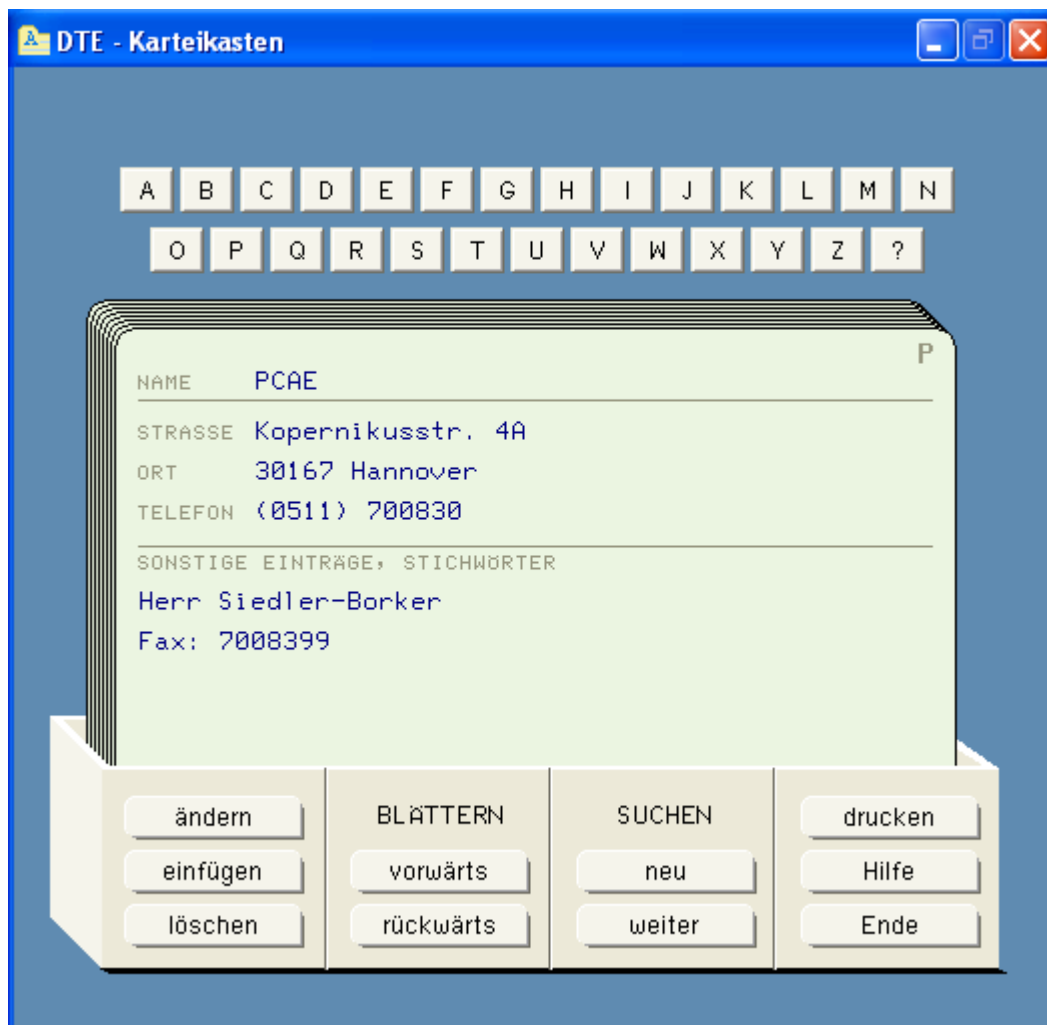 DTE - Karteikasten
A B C D E F G H I J K L M N
O P Q R S T U V W X Y Z ?
P
NAME PCAE
STRASSE Kopernikusstr. 4A
ORT 30167 Hannover
TELEFON (0511) 700830
SONSTIGE EINTRÄGE, STICHWÖRTER
Herr Siedler-Borker
Fax: 7008399
ändern BLÄTTERN SUCHEN drucken
einfügen vorwärts neu Hilfe
löschen rückwärts weiter Ende